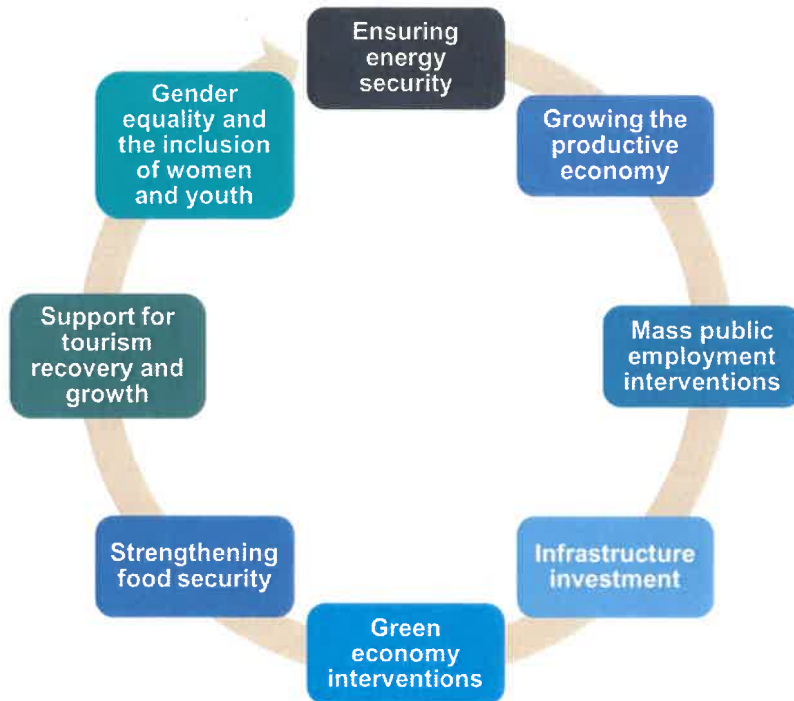 Ensuring
energy
security
Growing the
productive
economy
Mass public
employment
interventions
Infrastructure
investment
Green
economy
interventions
Strengthening
food security
Support for
tourism
recovery and
growth
Gender
equality and
the inclusion
of women
and youth